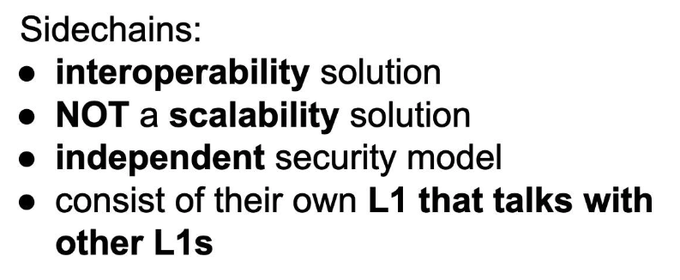 Sidechains:
● interoperability solution
● NOT a scalability solution
● independent security model
● consist of their own L1 that talks with
other L1s